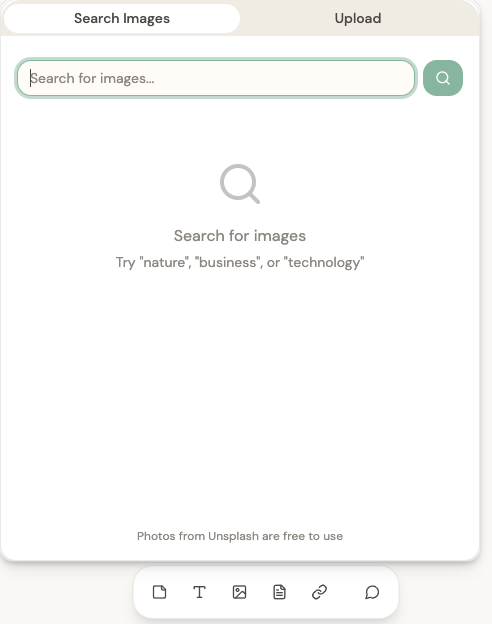 Search Images
Upload
Search for images...
Search for images
Try "nature", "business", or "technology"
Photos from Unsplash are free to use